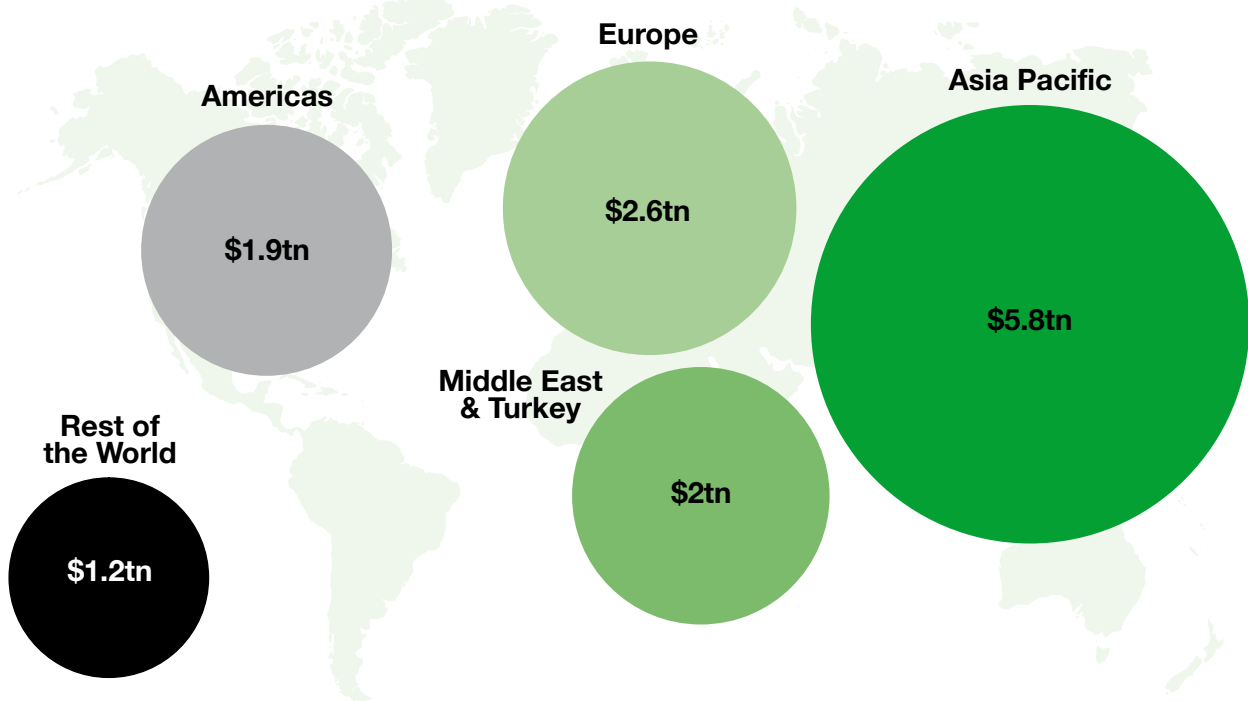 Americas
$1.9tn
Europe
$2.6tn
Asia Pacific
$5.8tn
Middle East
& Turkey
$2tn
Rest of
the World
$1.2tn